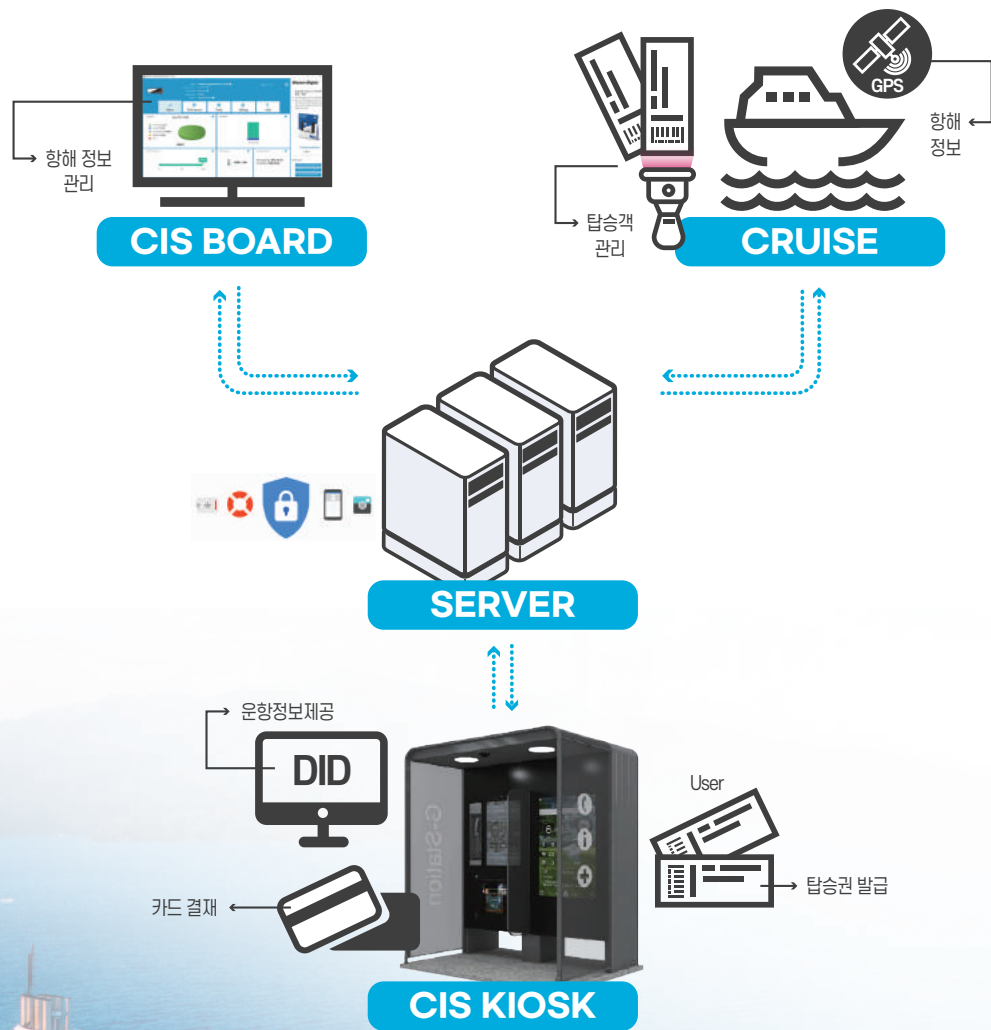 GPS
항해
정보
항해 정보
관리
탑승객
관리
CIS BOARD
CRUISE
SERVER
운항정보제공
DID
User
G-Station
탑승권 발급
카드 결재
CIS KIOSK